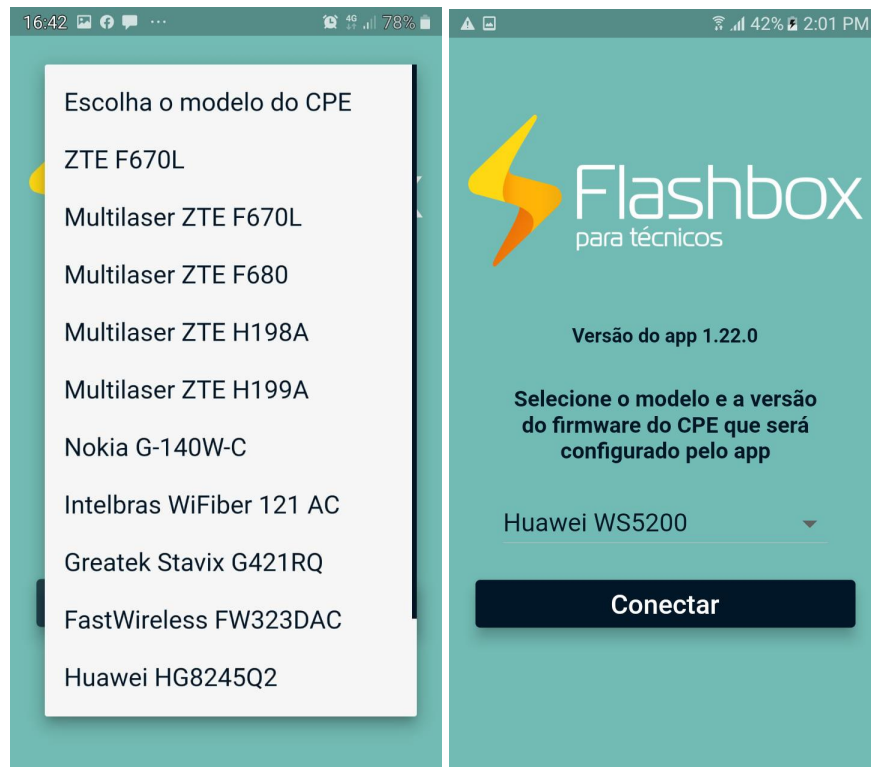 16:42 ... 4G 78%
Escolha o modelo do CPE
ZTE F670L
Multilaser ZTE F670L
Multilaser ZTE F680
Multilaser ZTE H198A
Multilaser ZTE H199A
Nokia G-140W-C
Intelbras WiFiber 121 AC
Greatek Stavix G421RQ
FastWireless FW323DAC
Huawei HG8245Q2
42% 2:01 PM
Flashbox
para técnicos
Versão do app 1.22.0
Selecione o modelo e a versão
do firmware do CPE que será
configurado pelo app
Huawei WS5200
Conectar